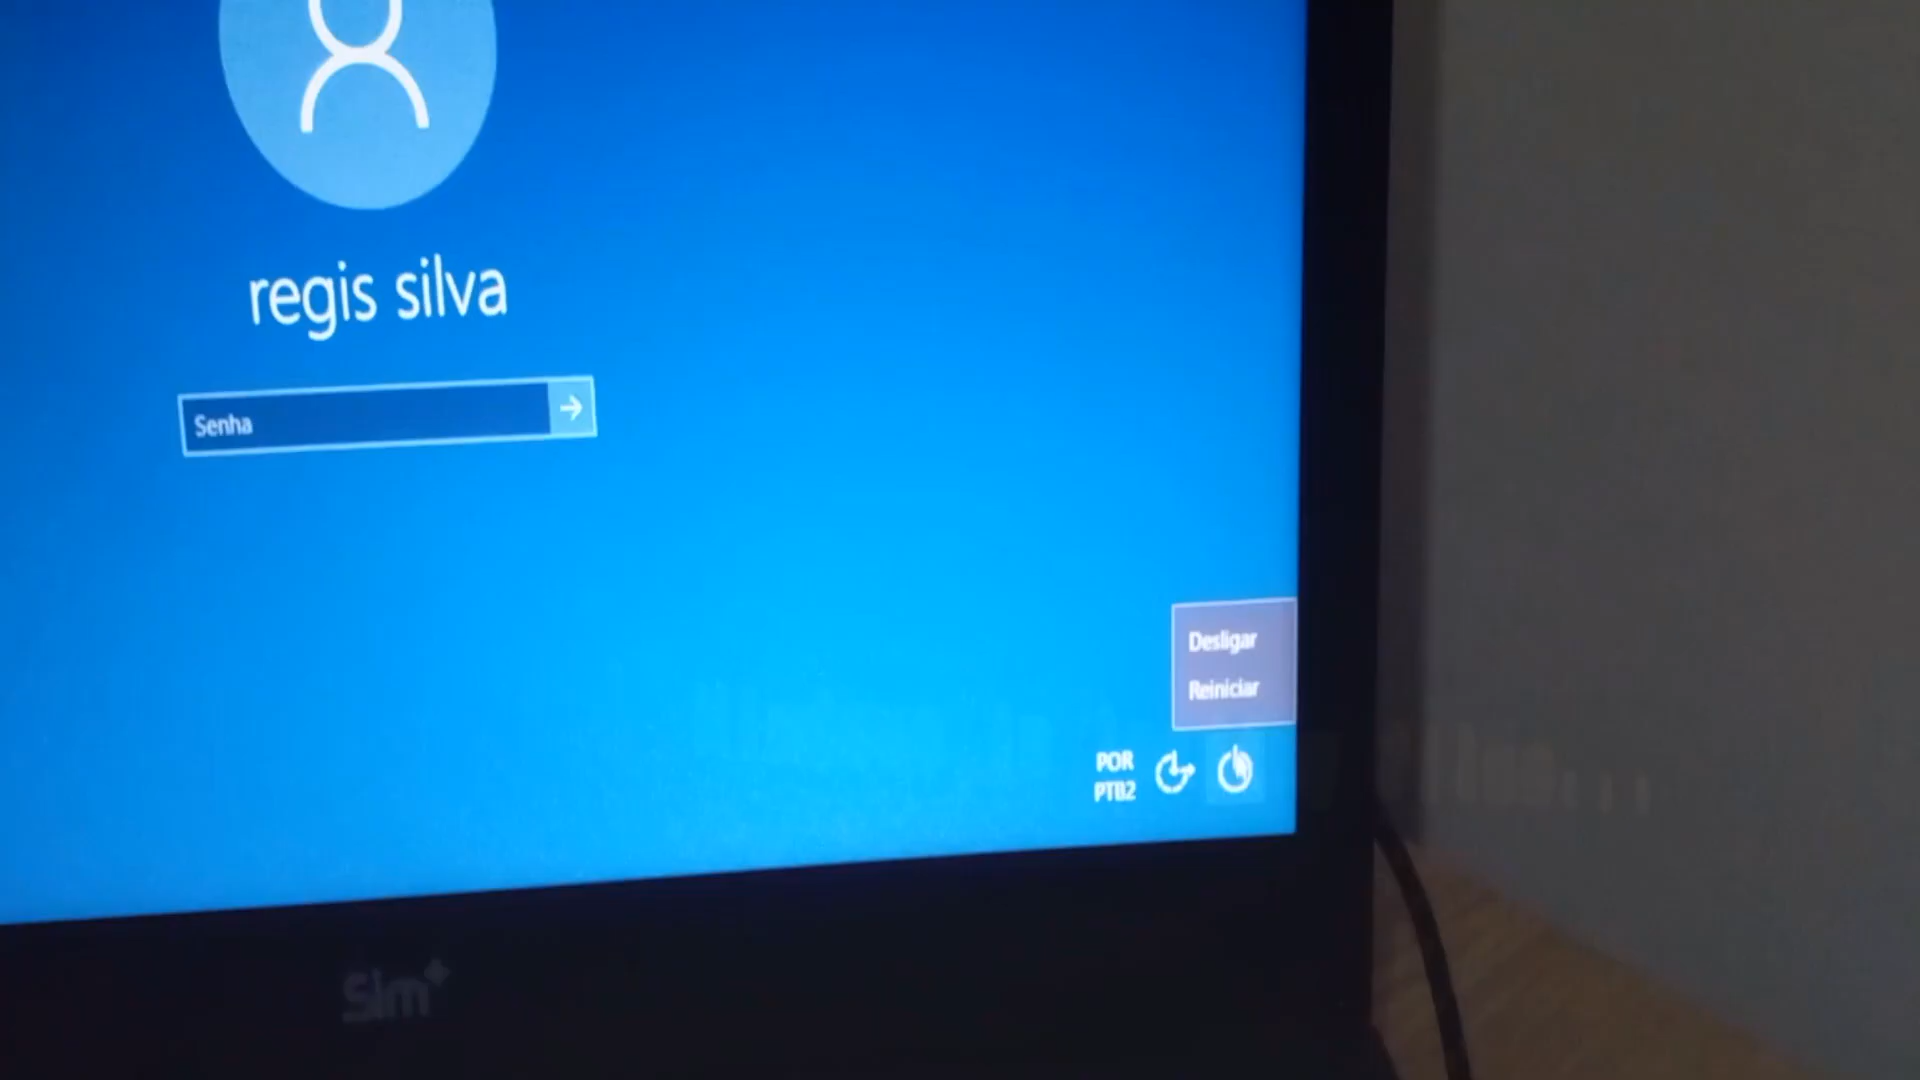 regis silva
Senha
Desligar
Reiniciar
POR
PTB2
Sim+